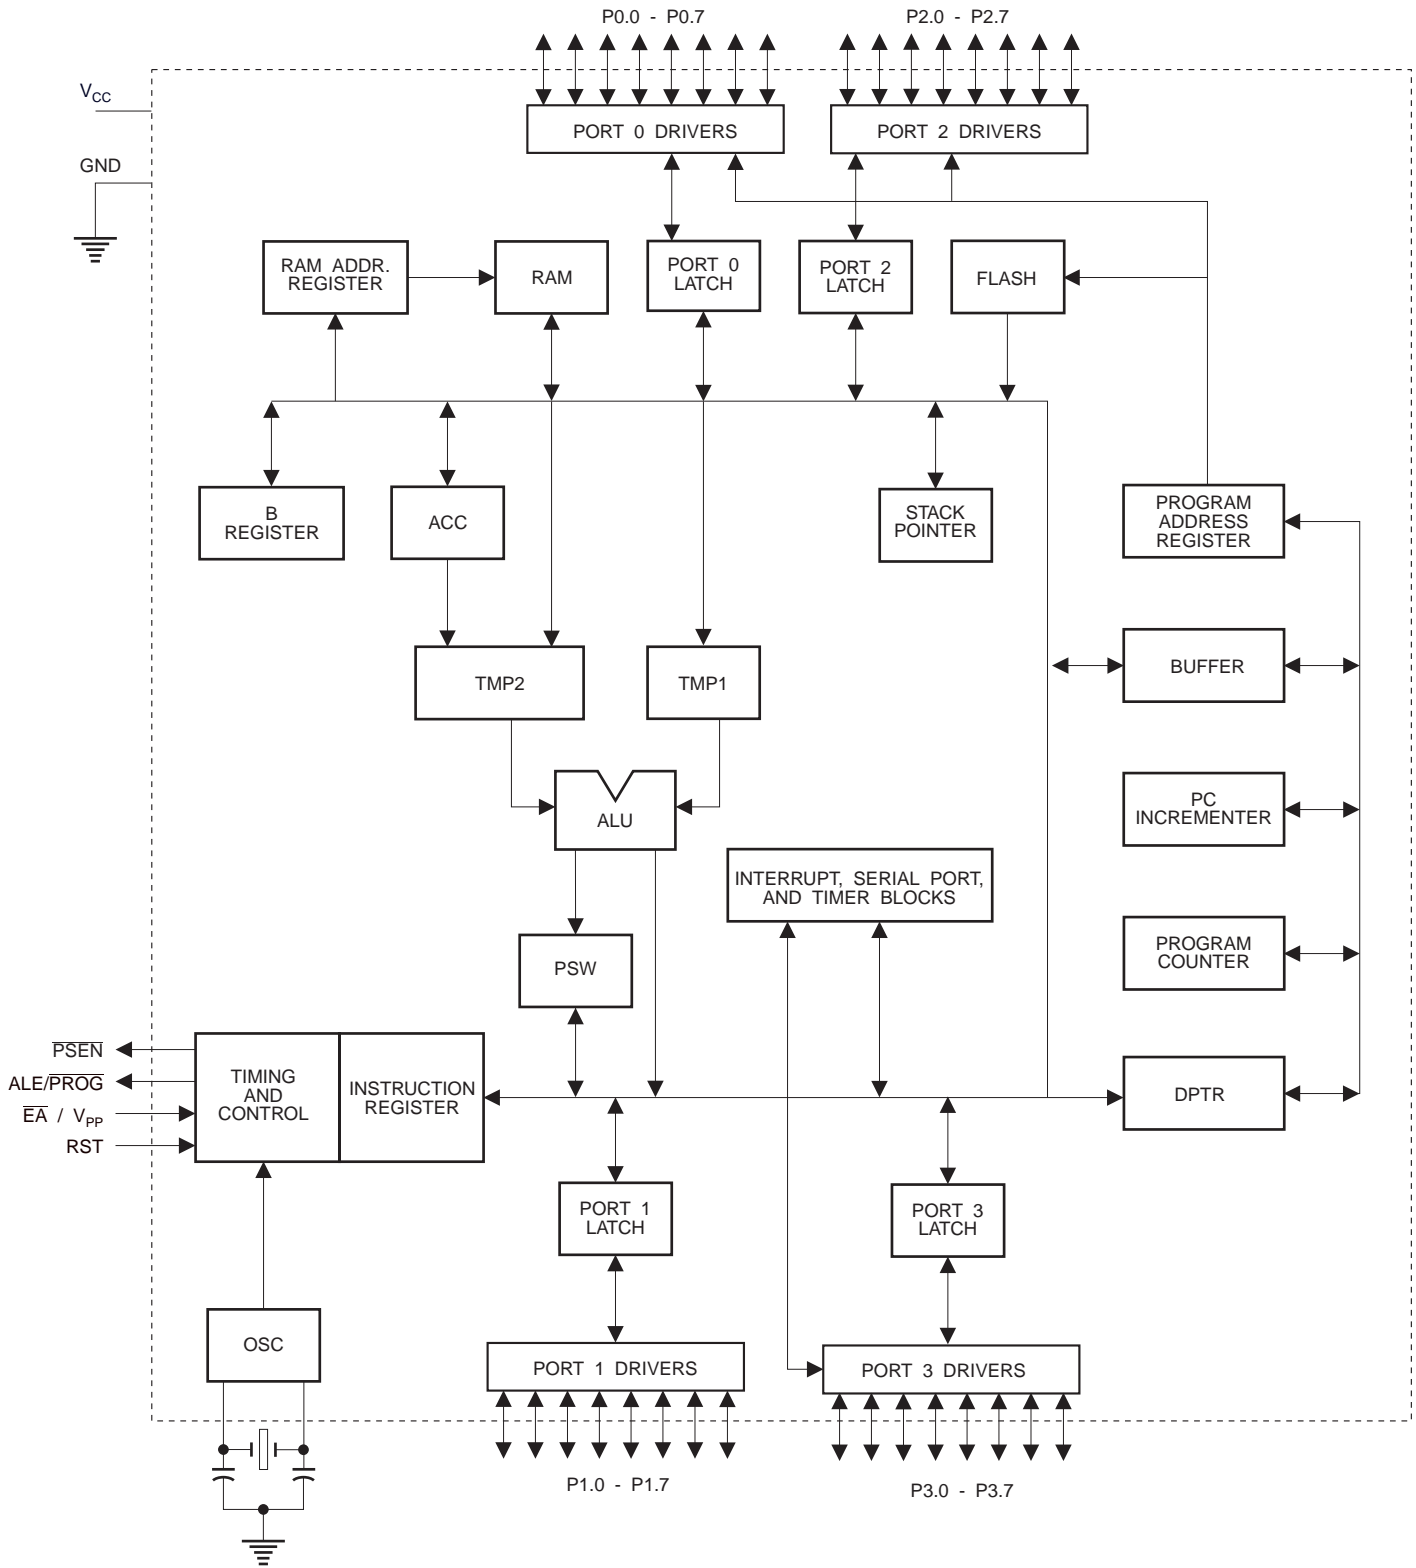 P0.0 - P0.7
P2.0 - P2.7
VCC
PORT 0 DRIVERS
PORT 2 DRIVERS
GND
RAM ADDR.
REGISTER
RAM
PORT 0
LATCH
PORT 2
LATCH
FLASH
B
REGISTER
ACC
STACK
POINTER
PROGRAM
ADDRESS
REGISTER
TMP2
TMP1
BUFFER
ALU
PC
INCREMENTER
INTERRUPT, SERIAL PORT,
AND TIMER BLOCKS
PSW
PROGRAM
COUNTER
PSEN
ALE/PROG
EA / VPP
RST
TIMING
AND
CONTROL
INSTRUCTION
REGISTER
DPTR
PORT 1
LATCH
PORT 3
LATCH
OSC
PORT 1 DRIVERS
PORT 3 DRIVERS
P1.0 - P1.7
P3.0 - P3.7